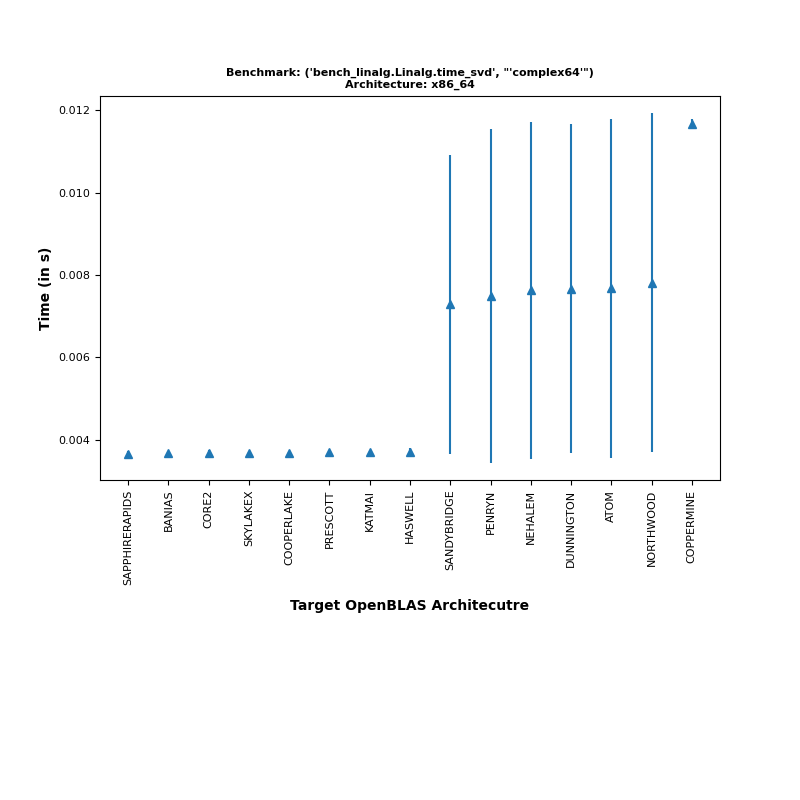 Benchmark: ('bench_linalg.Linalg.time_svd', "'complex64'")
Architecture: x86_64
0.012
0.010
0.008
0.006
0.004
Time (in s)
SAPPHIRERAPIDS
BANIAS
CORE2
SKYLAKEX
COOPERLAKE
PRESCOTT
KATMAI
HASWELL
SANDYBRIDGE
PENRYN
NEHALEM
DUNNINGTON
ATOM
NORTHWOOD
COPPERMINE
Target OpenBLAS Architecutre